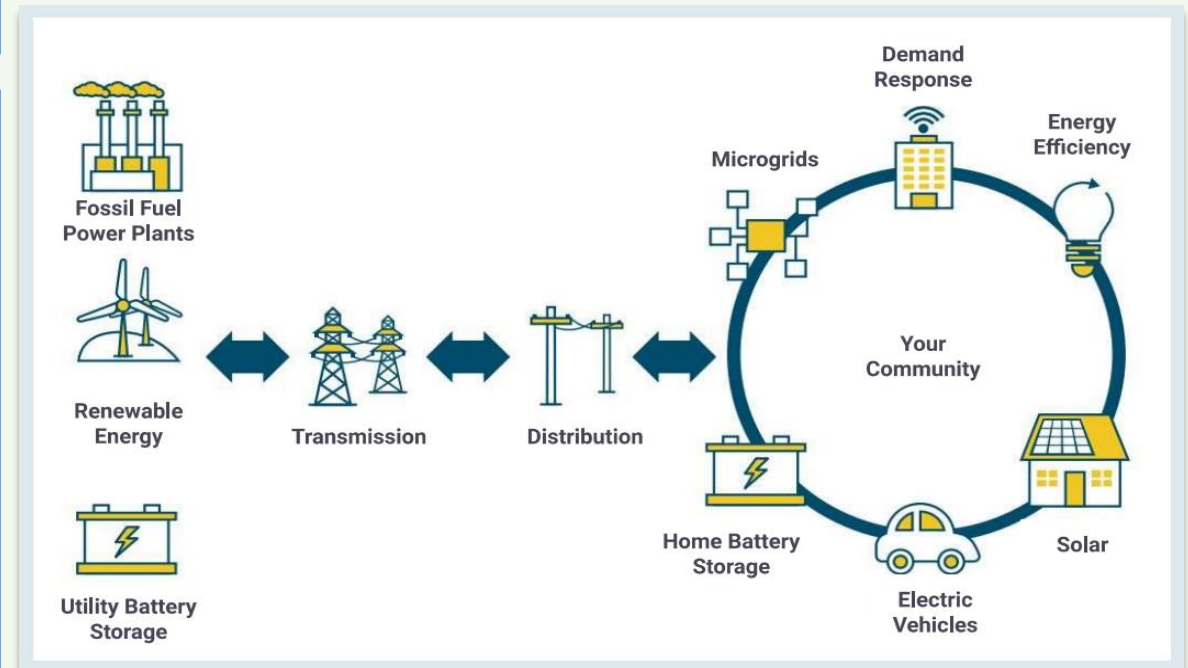 Fossil Fuel
Power Plants
Renewable
Energy
Utility Battery
Storage
Transmission
Distribution
Microgrids
Demand
Response
Energy
Efficiency
Your
Community
Home Battery
Storage
Electric
Vehicles
Solar